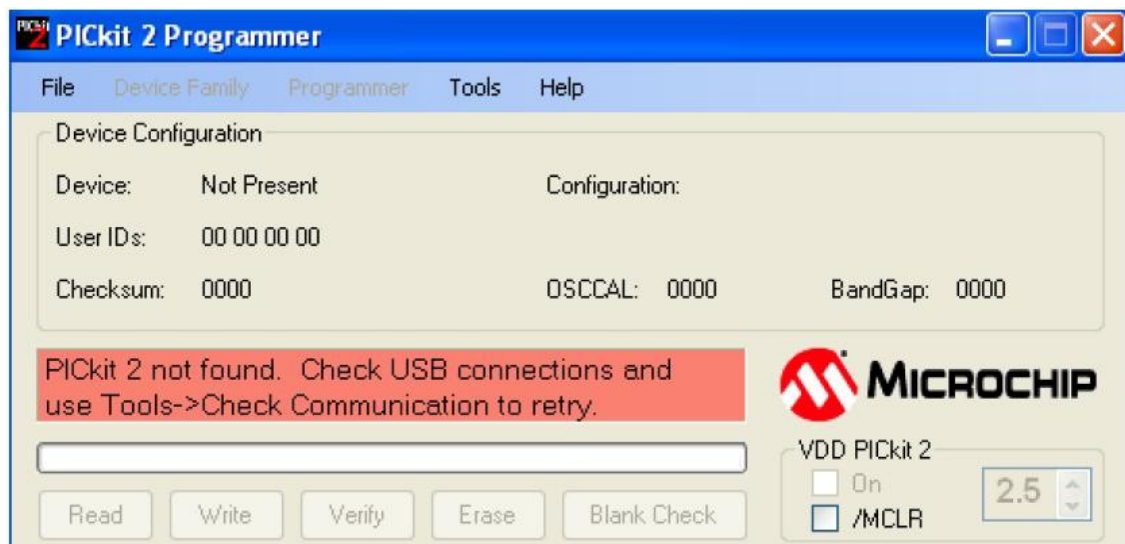 PICkit 2 Programmer
File Device Family Programmer Tools Help
Device Configuration
Device: Not Present Configuration:
User IDs: 00 00 00 00
Checksum: 0000 OSCCAL: 0000 BandGap: 0000
PICkit 2 not found. Check USB connections and
use Tools->Check Communication to retry.
MICROCHIP
VDD PICkit 2
On 2.5
/MCLR
Read Write Verify Erase Blank Check